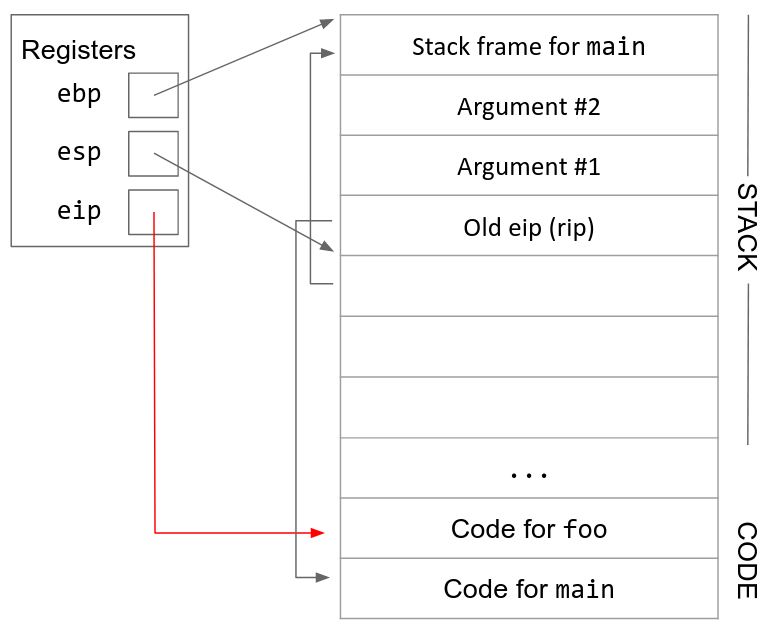 Registers
ebp
esp
eip
Stack frame for main
Argument #2
Argument #1
Old eip (rip)
...
Code for foo
Code for main
STACK
CODE